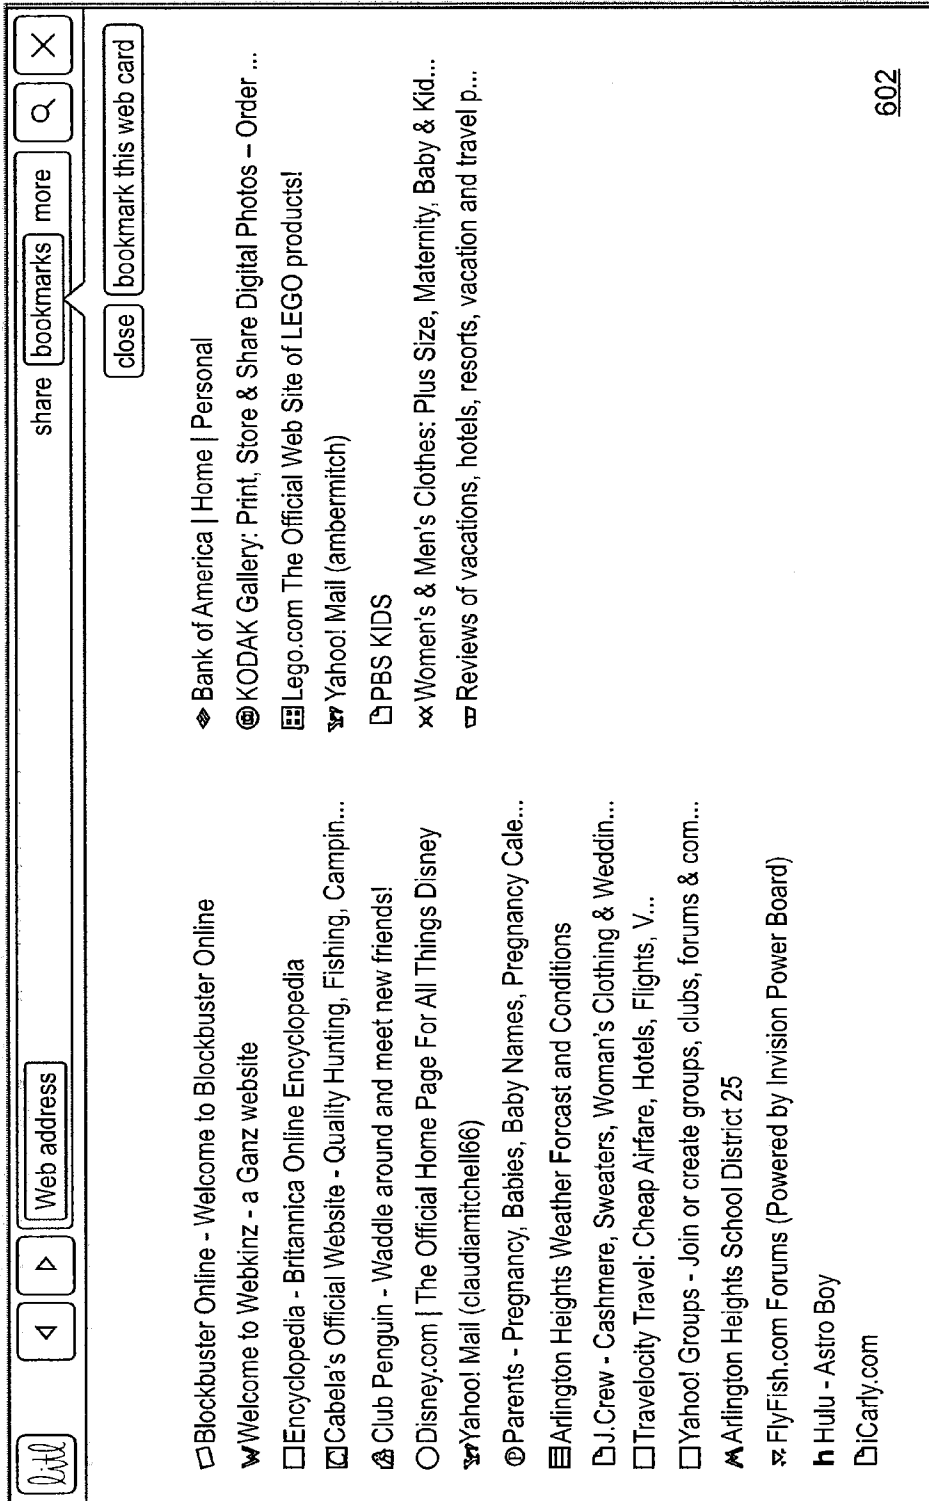 litl
Web address
share bookmarks more
close bookmark this web card
Blockbuster Online - Welcome to Blockbuster Online
Welcome to Webkinz - a Ganz website
Encyclopedia - Britannica Online Encyclopedia
Cabela's Official Website - Quality Hunting, Fishing, Campin...
Club Penguin - Waddle around and meet new friends!
Disney.com | The Official Home Page For All Things Disney
Yahoo! Mail (claudiamitchell66)
Parents - Pregnancy, Babies, Baby Names, Pregnancy Cale...
Arlington Heights Weather Forcast and Conditions
J.Crew - Cashmere, Sweaters, Woman's Clothing & Weddin...
Travelocity Travel: Cheap Airfare, Hotels, Flights, V...
Yahoo! Groups - Join or create groups, clubs, forums & com...
Arlington Heights School District 25
FlyFish.com Forums (Powered by Invision Power Board)
h Hulu - Astro Boy
iCarly.com
Bank of America | Home | Personal
KODAK Gallery: Print, Store & Share Digital Photos – Order ...
Lego.com The Official Web Site of LEGO products!
Yahoo! Mail (ambermitch)
PBS KIDS
Women's & Men's Clothes: Plus Size, Maternity, Baby & Kid...
Reviews of vacations, hotels, resorts, vacation and travel p...
602